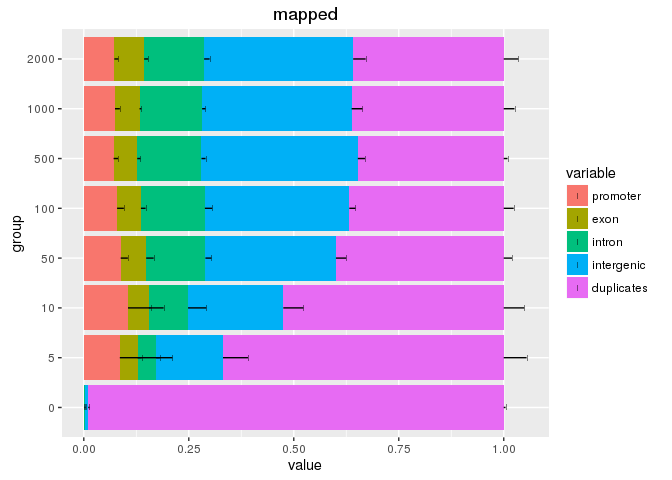 mapped
group
2000
1000
500
100
50
10
5
0
0.00 0.25 0.50 0.75 1.00
value
variable
promoter
exon
intron
intergenic
duplicates